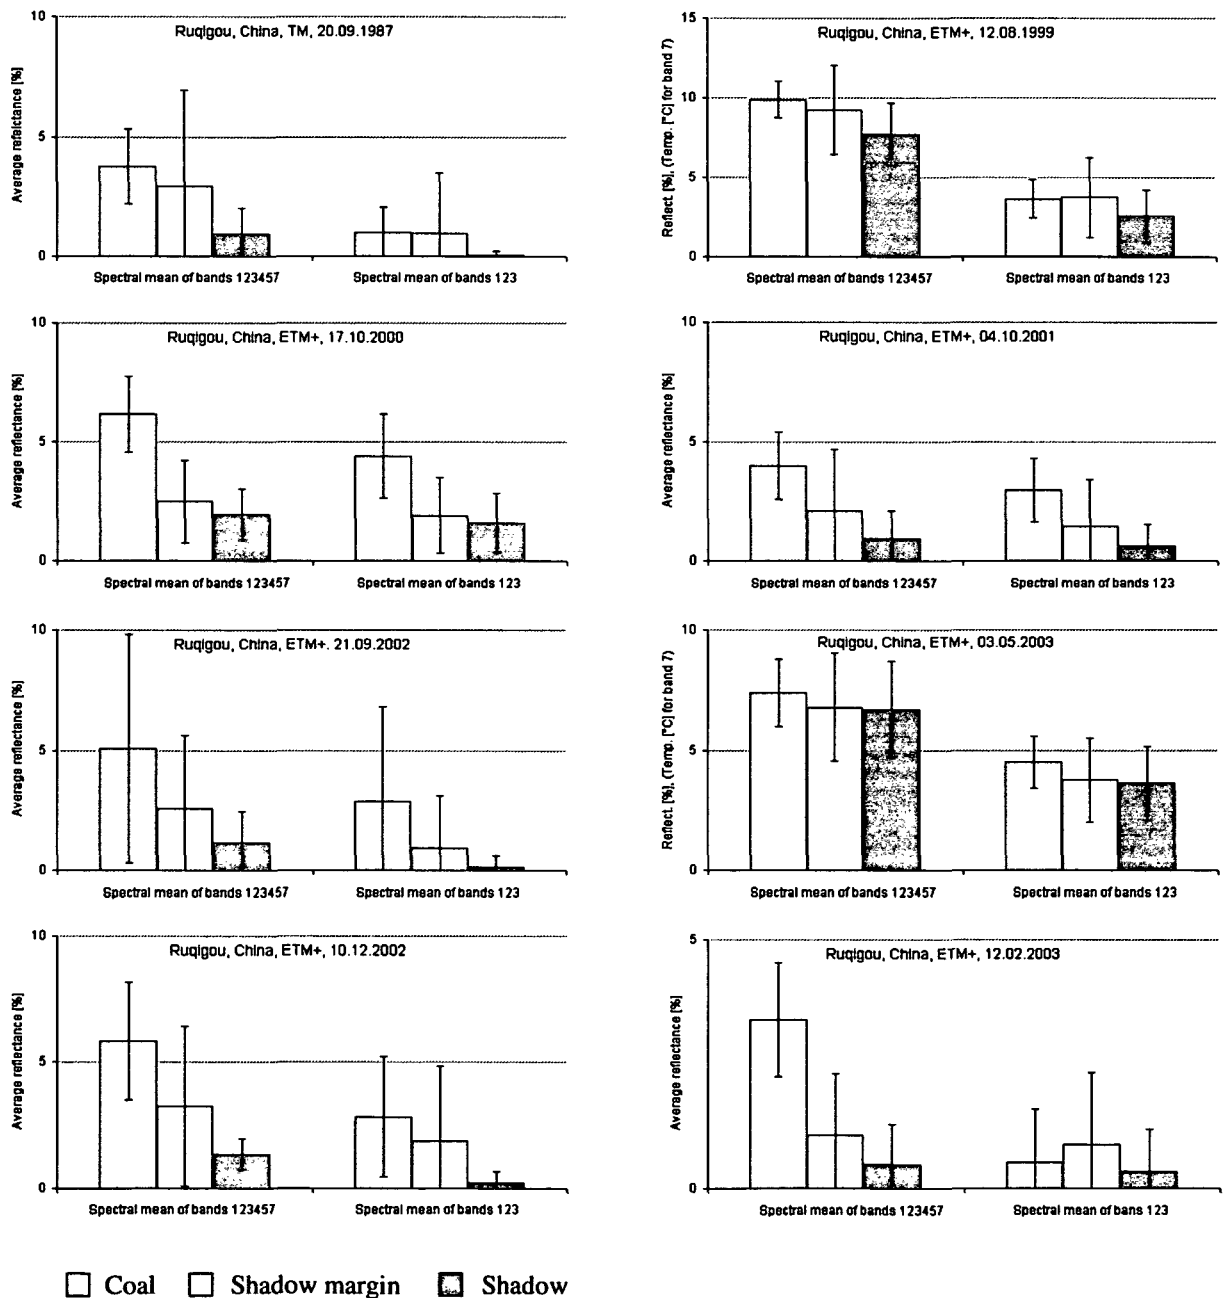 Ruqigou, China, TM, 20.09.1987
Average refelctance [%]
10
5
0
Spectral mean of bands 123457
Spectral mean of bands 123
Ruqigou, China, ETM+, 12.08.1999
Reflect. [%], (Temp. [°C] for band 7)
15
10
5
0
Spectral mean of bands 123457
Spectral mean of bands 123
Ruqigou, China, ETM+, 17.10.2000
Average reflectance [%]
10
5
0
Spectral mean of bands 123457
Spectral mean of bands 123
Ruqigou, China, ETM+, 04.10.2001
Average reflectance [%]
10
5
0
Spectral mean of bands 123457
Spectral mean of bands 123
Ruqigou, China, ETM+. 21.09.2002
Average reflectance [%]
10
5
0
Spectral mean of bands 123457
Spectral mean of bands 123
Ruqigou, China, ETM+, 03.05.2003
Reflect. [%], (Temp. [°C] for band 7)
10
5
0
Spectral mean of bands 123457
Spectral mean of bands 123
Ruqigou, China, ETM+, 10.12.2002
Average reflectance [%]
10
5
0
Spectral mean of bands 123457
Spectral mean of bands 123
Ruqigou, China, ETM+, 12.02.2003
Average reflectance [%]
5
0
Spectral mean of bands 123457
Spectral mean of bans 123
Coal Shadow margin Shadow